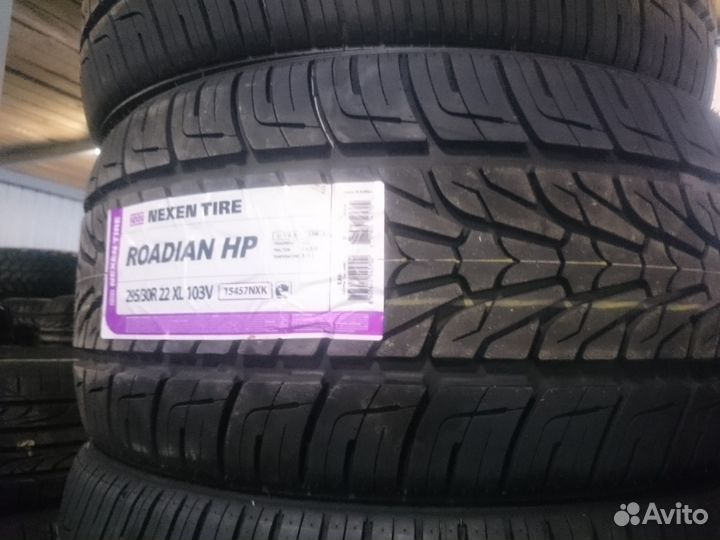 NEXEN TIRE
NEXEN TIRE
ROADIAN HP
295/30R 22 XL 103V
15457NXK
Avito